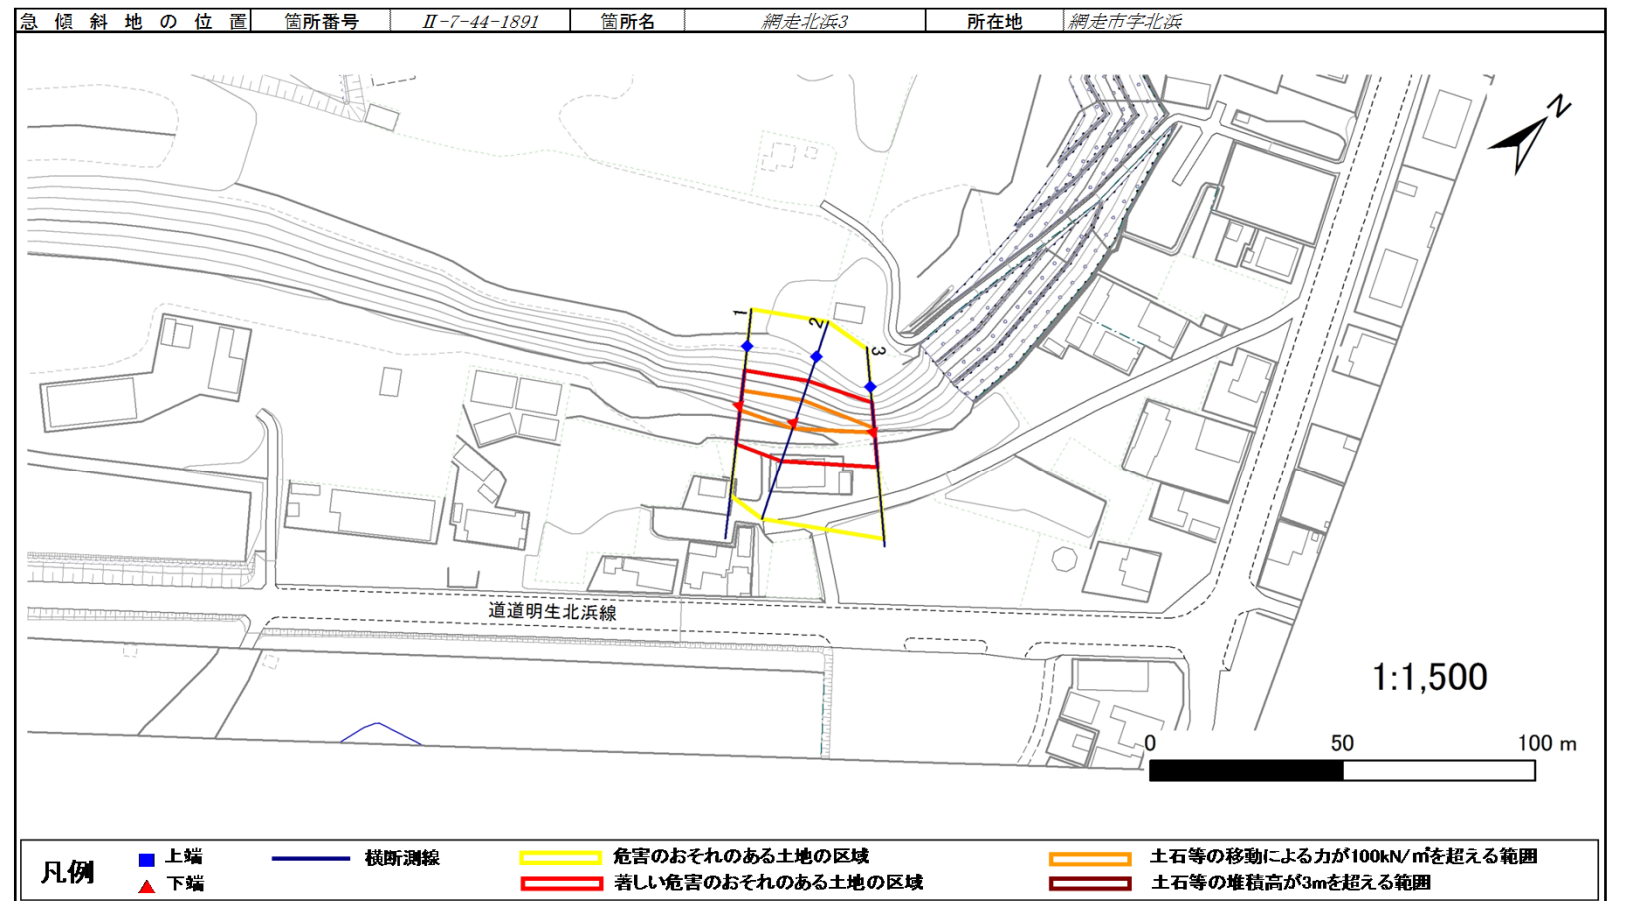 急傾斜地の位置 箇所番号 Ⅱ-7-44-1891 箇所名 網走北浜3 所在地 網走市字北浜
N
1
2
3
道道明生北浜線
1:1,500
0 50 100 m
凡例
上端 横断測線 危害のおそれのある土地の区域 土石等の移動による力が100kN/㎡を超える範囲
下端 著しい危害のおそれのある土地の区域 土石等の堆積高が3mを超える範囲